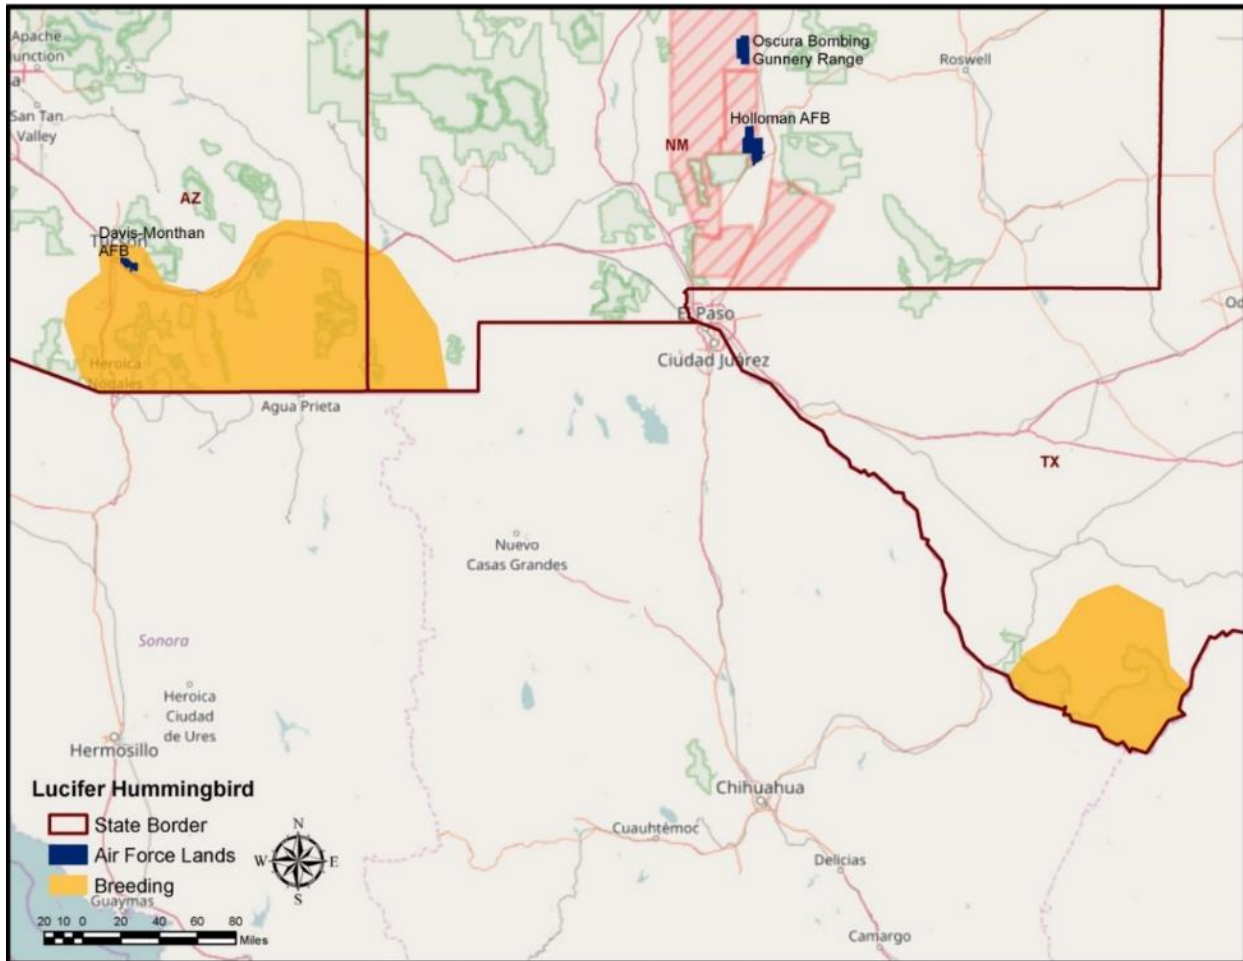 Apache
Junction
Oscura Bombing
Gunnery Range
Roswell
San Tan
Valley
Holloman AFB
NM
AZ
Davis-Monthan
AFB
Tucson
El Paso
Ciudad Juárez
Heroica
Nogales
Agua Prieta
TX
Nuevo
Casas Grandes
Sonora
Heroica
Ciudad
de Ures
Hermosillo
Chihuahua
Lucifer Hummingbird
State Border
Air Force Lands
Breeding
N
W E
S
Cuauhtémoc
Delicias
Guaymas
Camargo
20 10 0 20 40 60 80
Miles